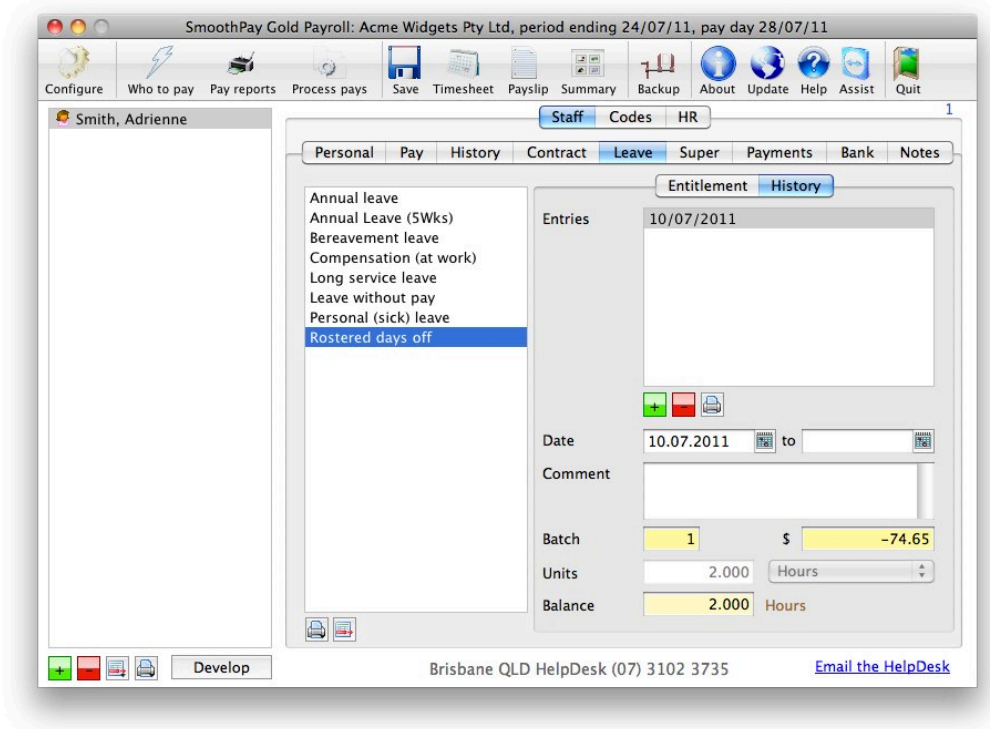 SmoothPay Gold Payroll: Acme Widgets Pty Ltd, period ending 24/07/11, pay day 28/07/11
Configure Who to pay Pay reports Process pays Save Timesheet Payslip Summary Backup About Update Help Assist Quit
Smith, Adrienne
Staff Codes HR
1
Personal Pay History Contract Leave Super Payments Bank Notes
Annual leave
Annual Leave (5Wks)
Bereavement leave
Compensation (at work)
Long service leave
Leave without pay
Personal (sick) leave
Rostered days off
Entitlement History
Entries 10/07/2011
Date 10.07.2011 to
Comment
Batch 1 $ -74.65
Units 2.000 Hours
Balance 2.000 Hours
Develop
Brisbane QLD HelpDesk (07) 3102 3735
Email the HelpDesk